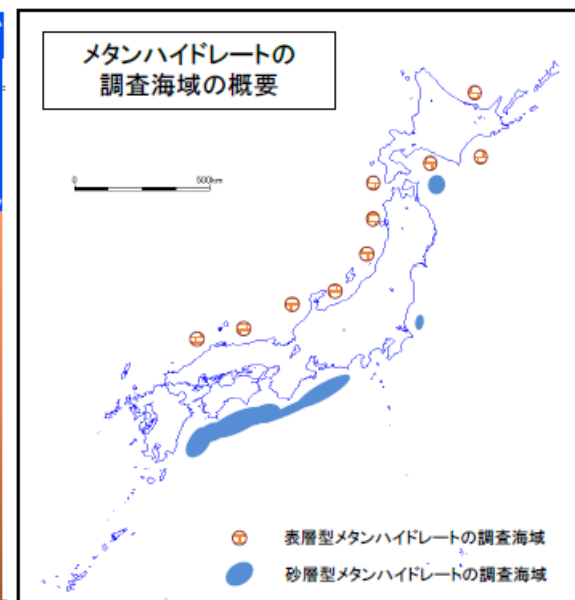 メタンハイドレートの
調査海域の概要
0 500km
表層型メタンハイドレートの調査海域
砂層型メタンハイドレートの調査海域